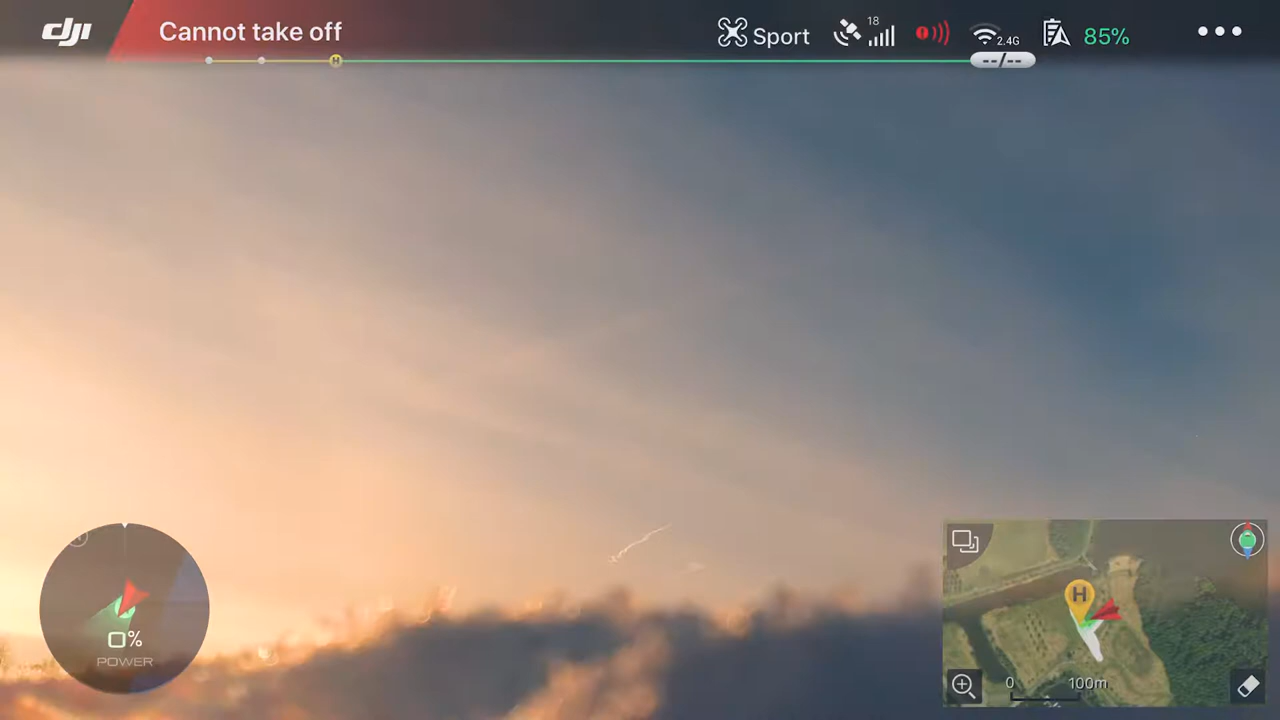 dji
Cannot take off
Sport
18
2.4G
85%
--/--
H
0%
POWER
N
H
0
100m